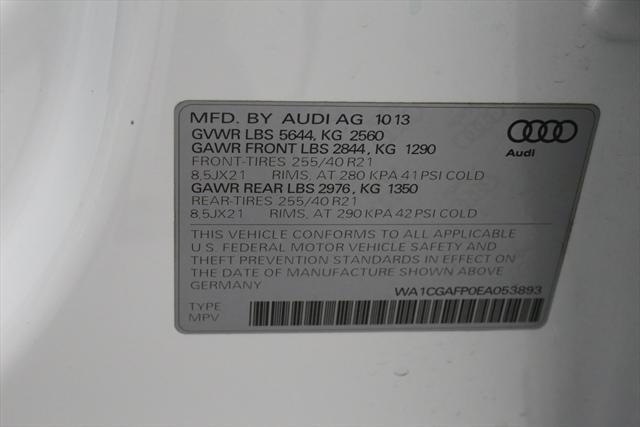 MFD. BY AUDI AG 1013
GVWR LBS 5644, KG 2560
GAWR FRONT LBS 2844, KG 1290
FRONT-TIRES 255/40 R21
8,5JX21 RIMS, AT 280 KPA 41 PSI COLD
GAWR REAR LBS 2976, KG 1350
REAR-TIRES 255/40 R21
8,5JX21 RIMS, AT 290 KPA 42 PSI COLD
Audi
THIS VEHICLE CONFORMS TO ALL APPLICABLE
U.S. FEDERAL MOTOR VEHICLE SAFETY AND
THEFT PREVENTION STANDARDS IN EFFECT ON
THE DATE OF MANUFACTURE SHOWN ABOVE
GERMANY
WA1CGAFP0EA053893
TYPE
MPV